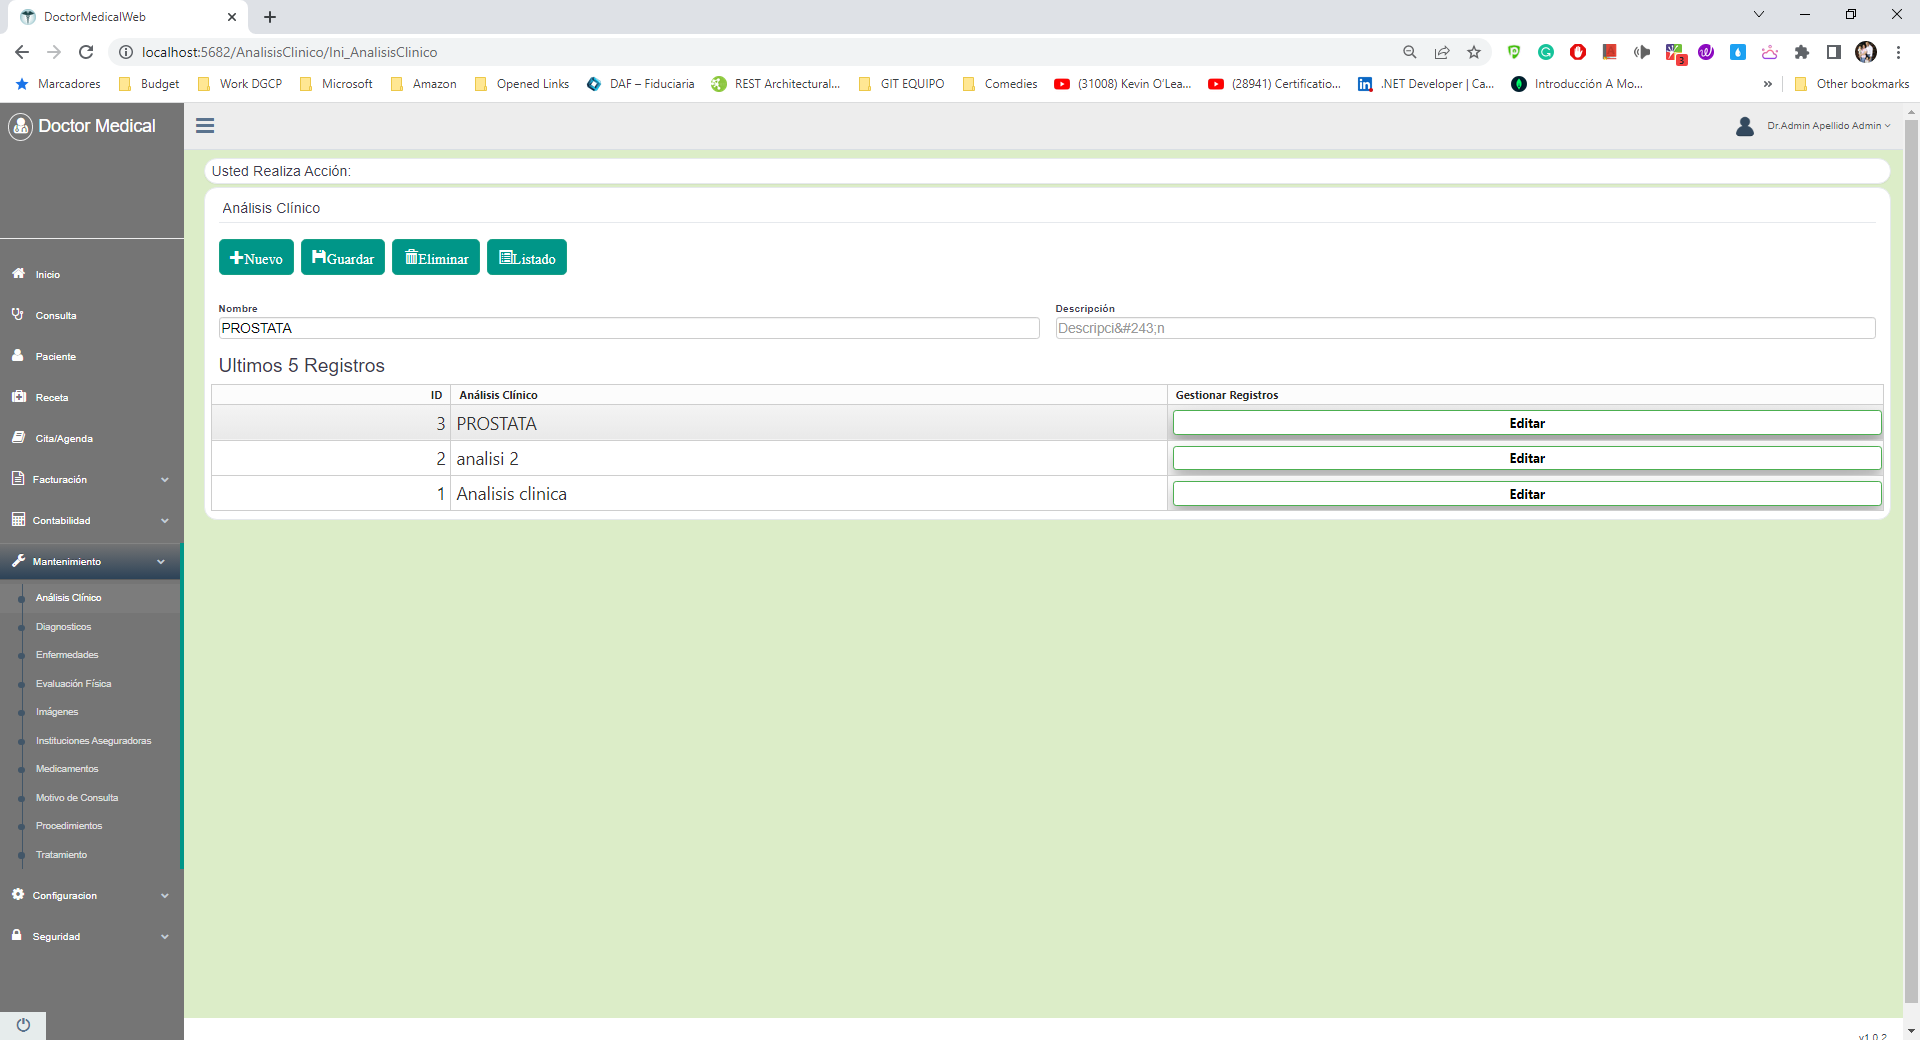 DoctorMedicalWeb
localhost:5682/AnalisisClinico/Ini_AnalisisClinico
3
Marcadores Budget Work DGCP Microsoft Amazon Opened Links DAF – Fiduciaria REST Architectural... GIT EQUIPO Comedies (31008) Kevin O'Lea... (28941) Certificatio... .NET Developer | Ca... Introducción A Mo... » Other bookmarks
Doctor Medical
Dr.Admin Apellido Admin
Usted Realiza Acción:
Análisis Clínico
Nuevo Guardar Eliminar Listado
Nombre Descripción
PROSTATA Descripci&#243;n
Ultimos 5 Registros
ID Análisis Clínico Gestionar Registros
3 PROSTATA Editar
2 analisi 2 Editar
1 Analisis clinica Editar
Inicio
Consulta
Paciente
Receta
Cita/Agenda
Facturación
Contabilidad
Mantenimiento
Análisis Clínico
Diagnosticos
Enfermedades
Evaluación Física
Imágenes
Instituciones Aseguradoras
Medicamentos
Motivo de Consulta
Procedimientos
Tratamiento
Configuracion
Seguridad
v1.0.2